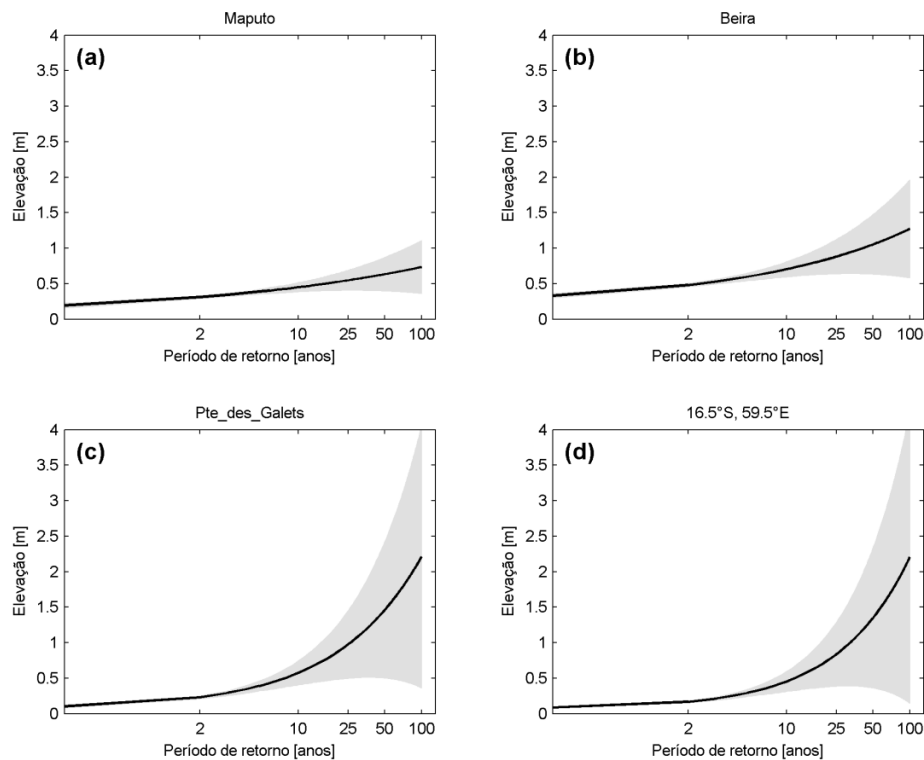 Maputo
(a)
4
3.5
3
2.5
2
1.5
1
0.5
0
Elevação [m]
2 10 25 50 100
Período de retorno [anos]
Beira
(b)
4
3.5
3
2.5
2
1.5
1
0.5
0
Elevação [m]
2 10 25 50 100
Período de retorno [anos]
Pte_des_Galets
(c)
4
3.5
3
2.5
2
1.5
1
0.5
0
Elevação [m]
2 10 25 50 100
Período de retorno [anos]
16.5°S, 59.5°E
(d)
4
3.5
3
2.5
2
1.5
1
0.5
0
Elevação [m]
2 10 25 50 100
Período de retorno [anos]